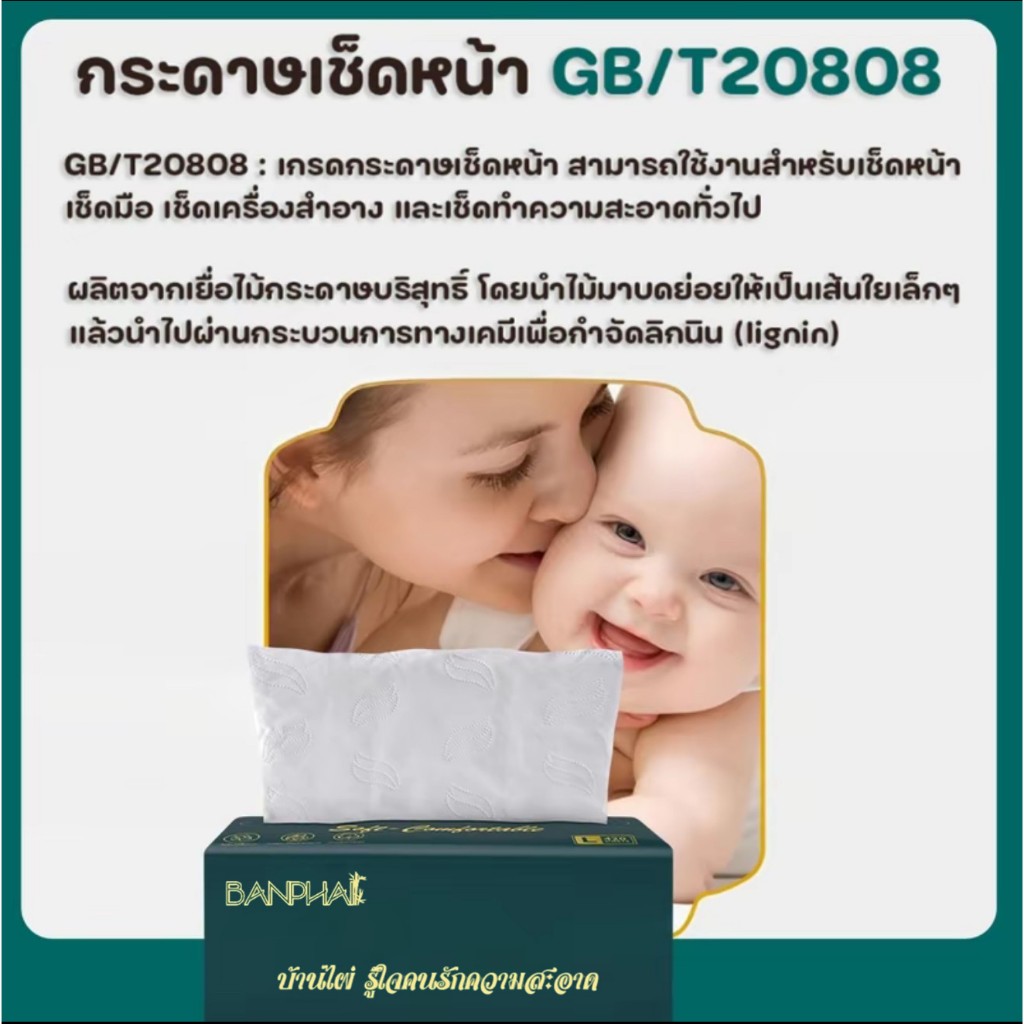 กระดาษเช็ดหน้า GB/T20808
GB/T20808 : เกรดกระดาษเช็ดหน้า สามารถใช้งานสำหรับเช็ดหน้า
เช็ดมือ เช็ดเครื่องสำอาง และเช็ดทำความสะอาดทั่วไป
ผลิตจากเยื่อไม้กระดาษบริสุทธิ์ โดยนำไม้มาบดย่อยให้เป็นเส้นใยเล็กๆ
แล้วนำไปผ่านกระบวนการทางเคมีเพื่อกำจัดลิกนิน (lignin)
Soft - Comfortable
L
BANPHAI
บ้านไผ่ รู้ใจคนรักความสะอาด